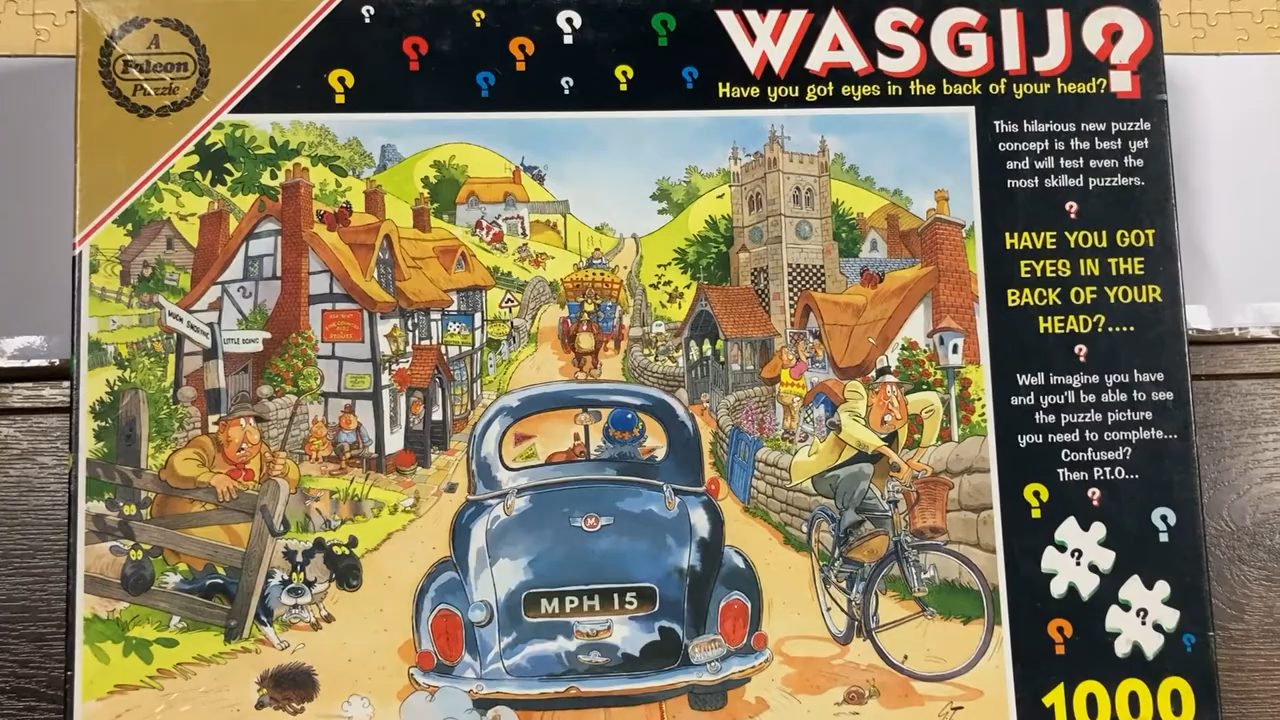 A
Falcon
Puzzle
WASGIJ?
Have you got eyes in the back of your head?
This hilarious new puzzle
concept is the best yet
and will test even the
most skilled puzzlers.
?
HAVE YOU GOT
EYES IN THE
BACK OF YOUR
HEAD?....
?
Well imagine you have
and you'll be able to see
the puzzle picture
you need to complete...
Confused?
Then P.T.O...
MUCH SNORING
LITTLE BOING
M
MPH 15
1000